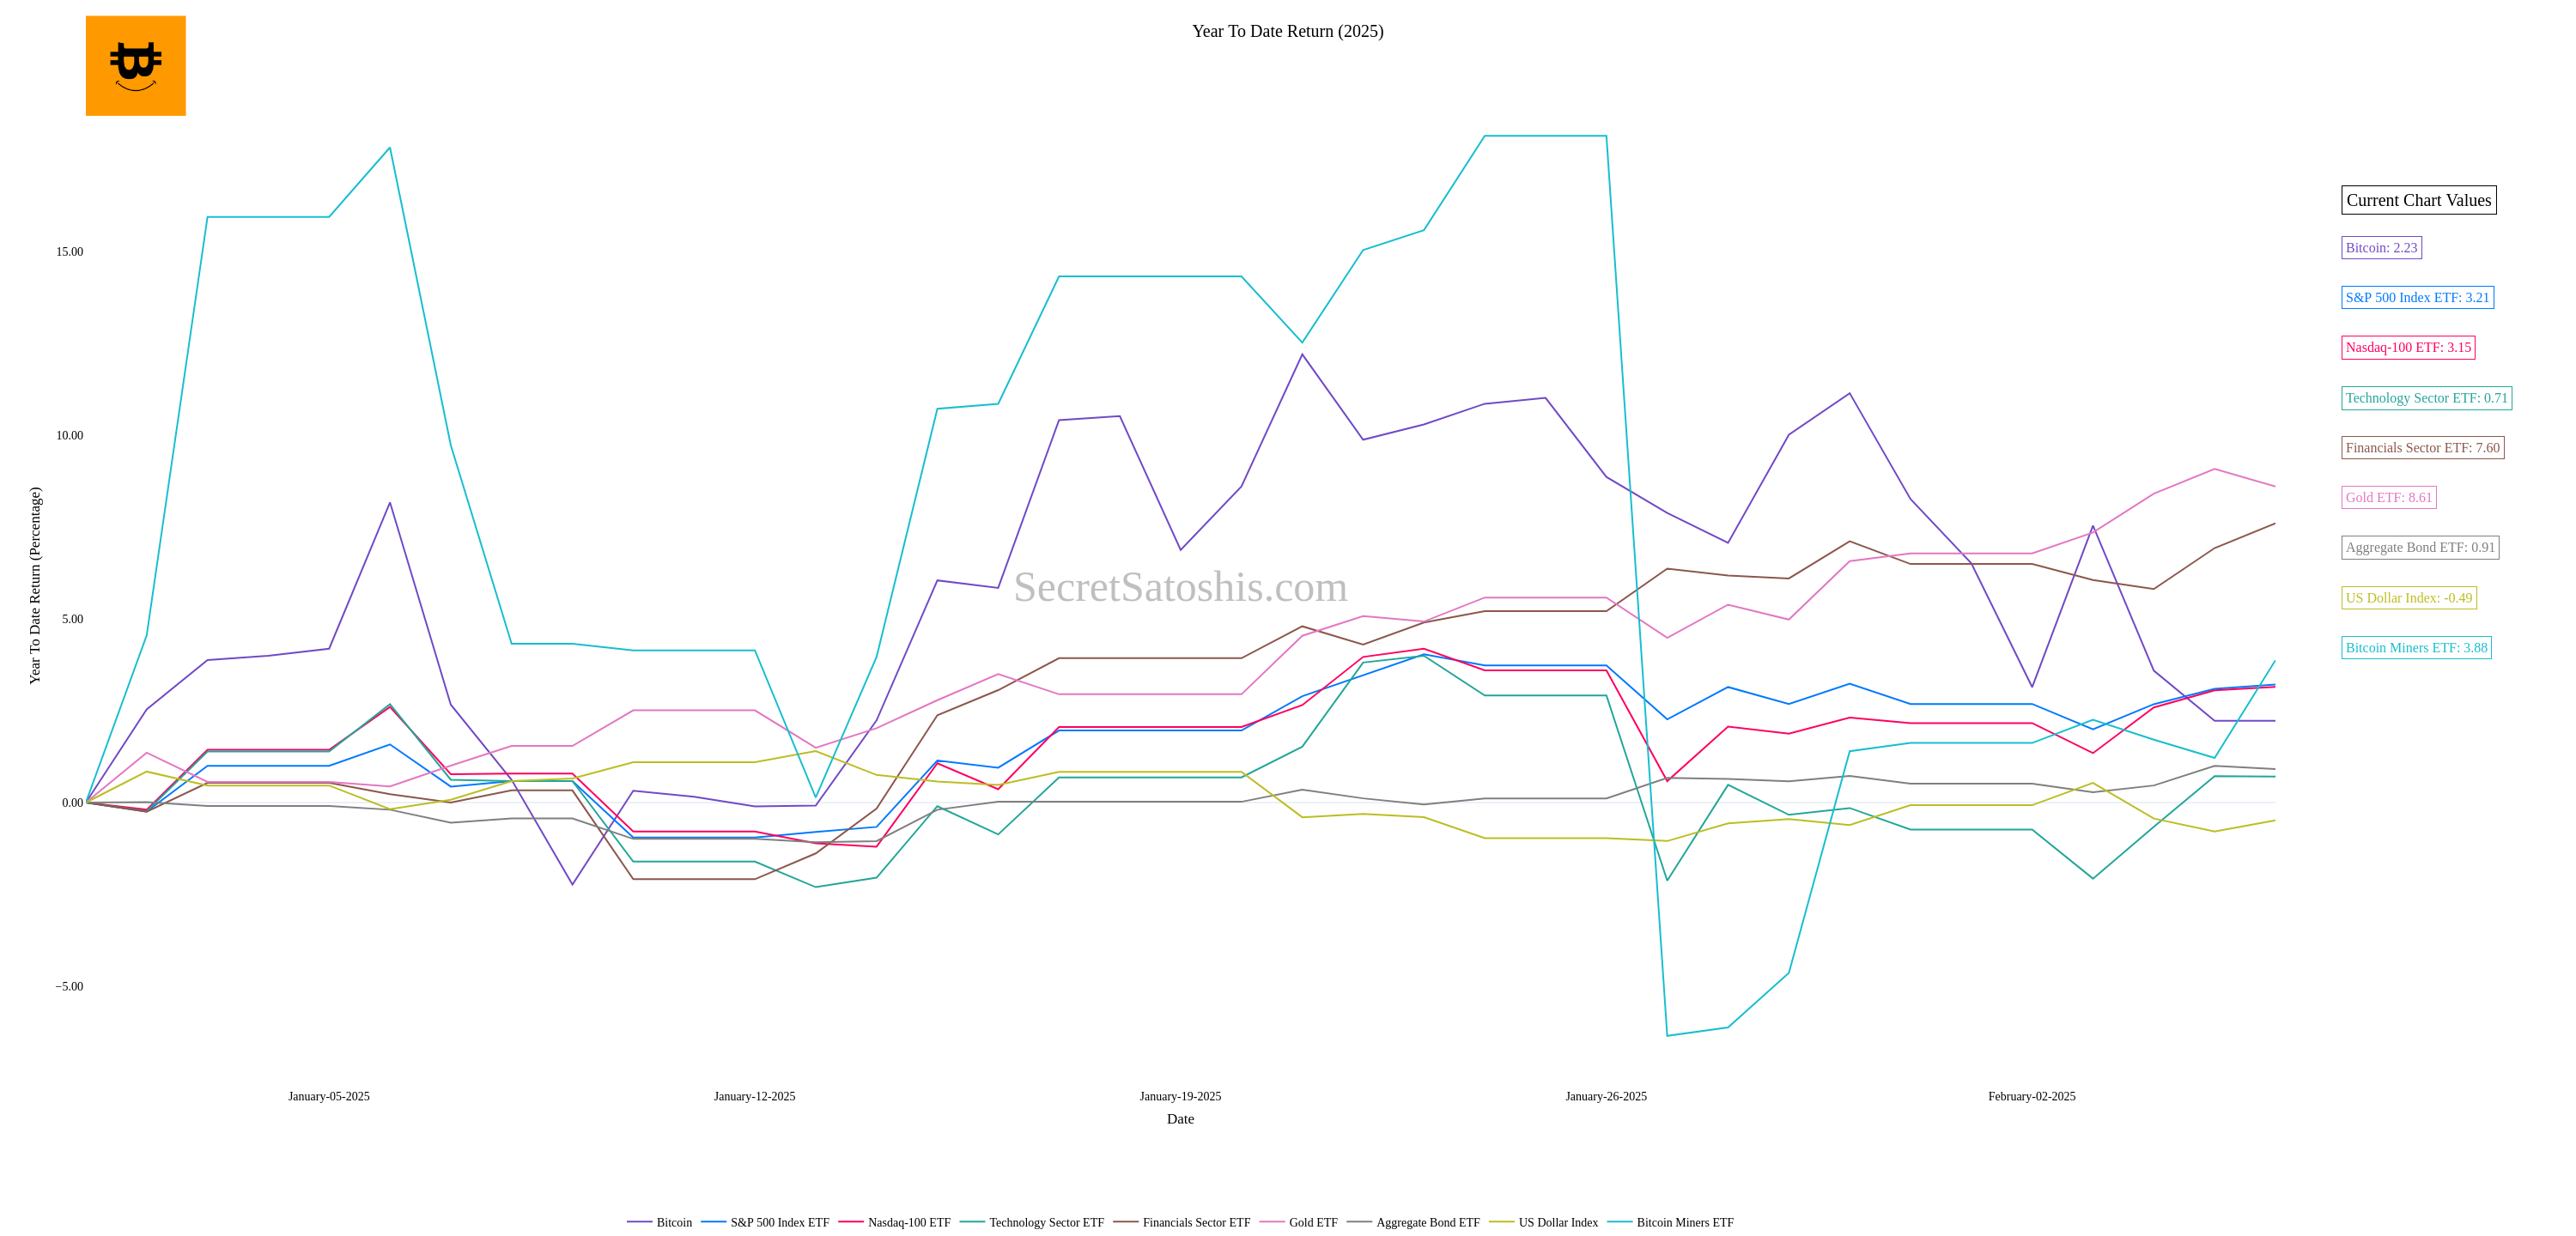 Year To Date Return (2025)
Current Chart Values
Bitcoin: 2.23
S&P 500 Index ETF: 3.21
Nasdaq-100 ETF: 3.15
Technology Sector ETF: 0.71
Financials Sector ETF: 7.60
Gold ETF: 8.61
Aggregate Bond ETF: 0.91
US Dollar Index: -0.49
Bitcoin Miners ETF: 3.88
Year To Date Return (Percentage)
15.00
10.00
5.00
0.00
−5.00
SecretSatoshis.com
January-05-2025 January-12-2025 January-19-2025 January-26-2025 February-02-2025
Date
Bitcoin S&P 500 Index ETF Nasdaq-100 ETF Technology Sector ETF Financials Sector ETF Gold ETF Aggregate Bond ETF US Dollar Index Bitcoin Miners ETF